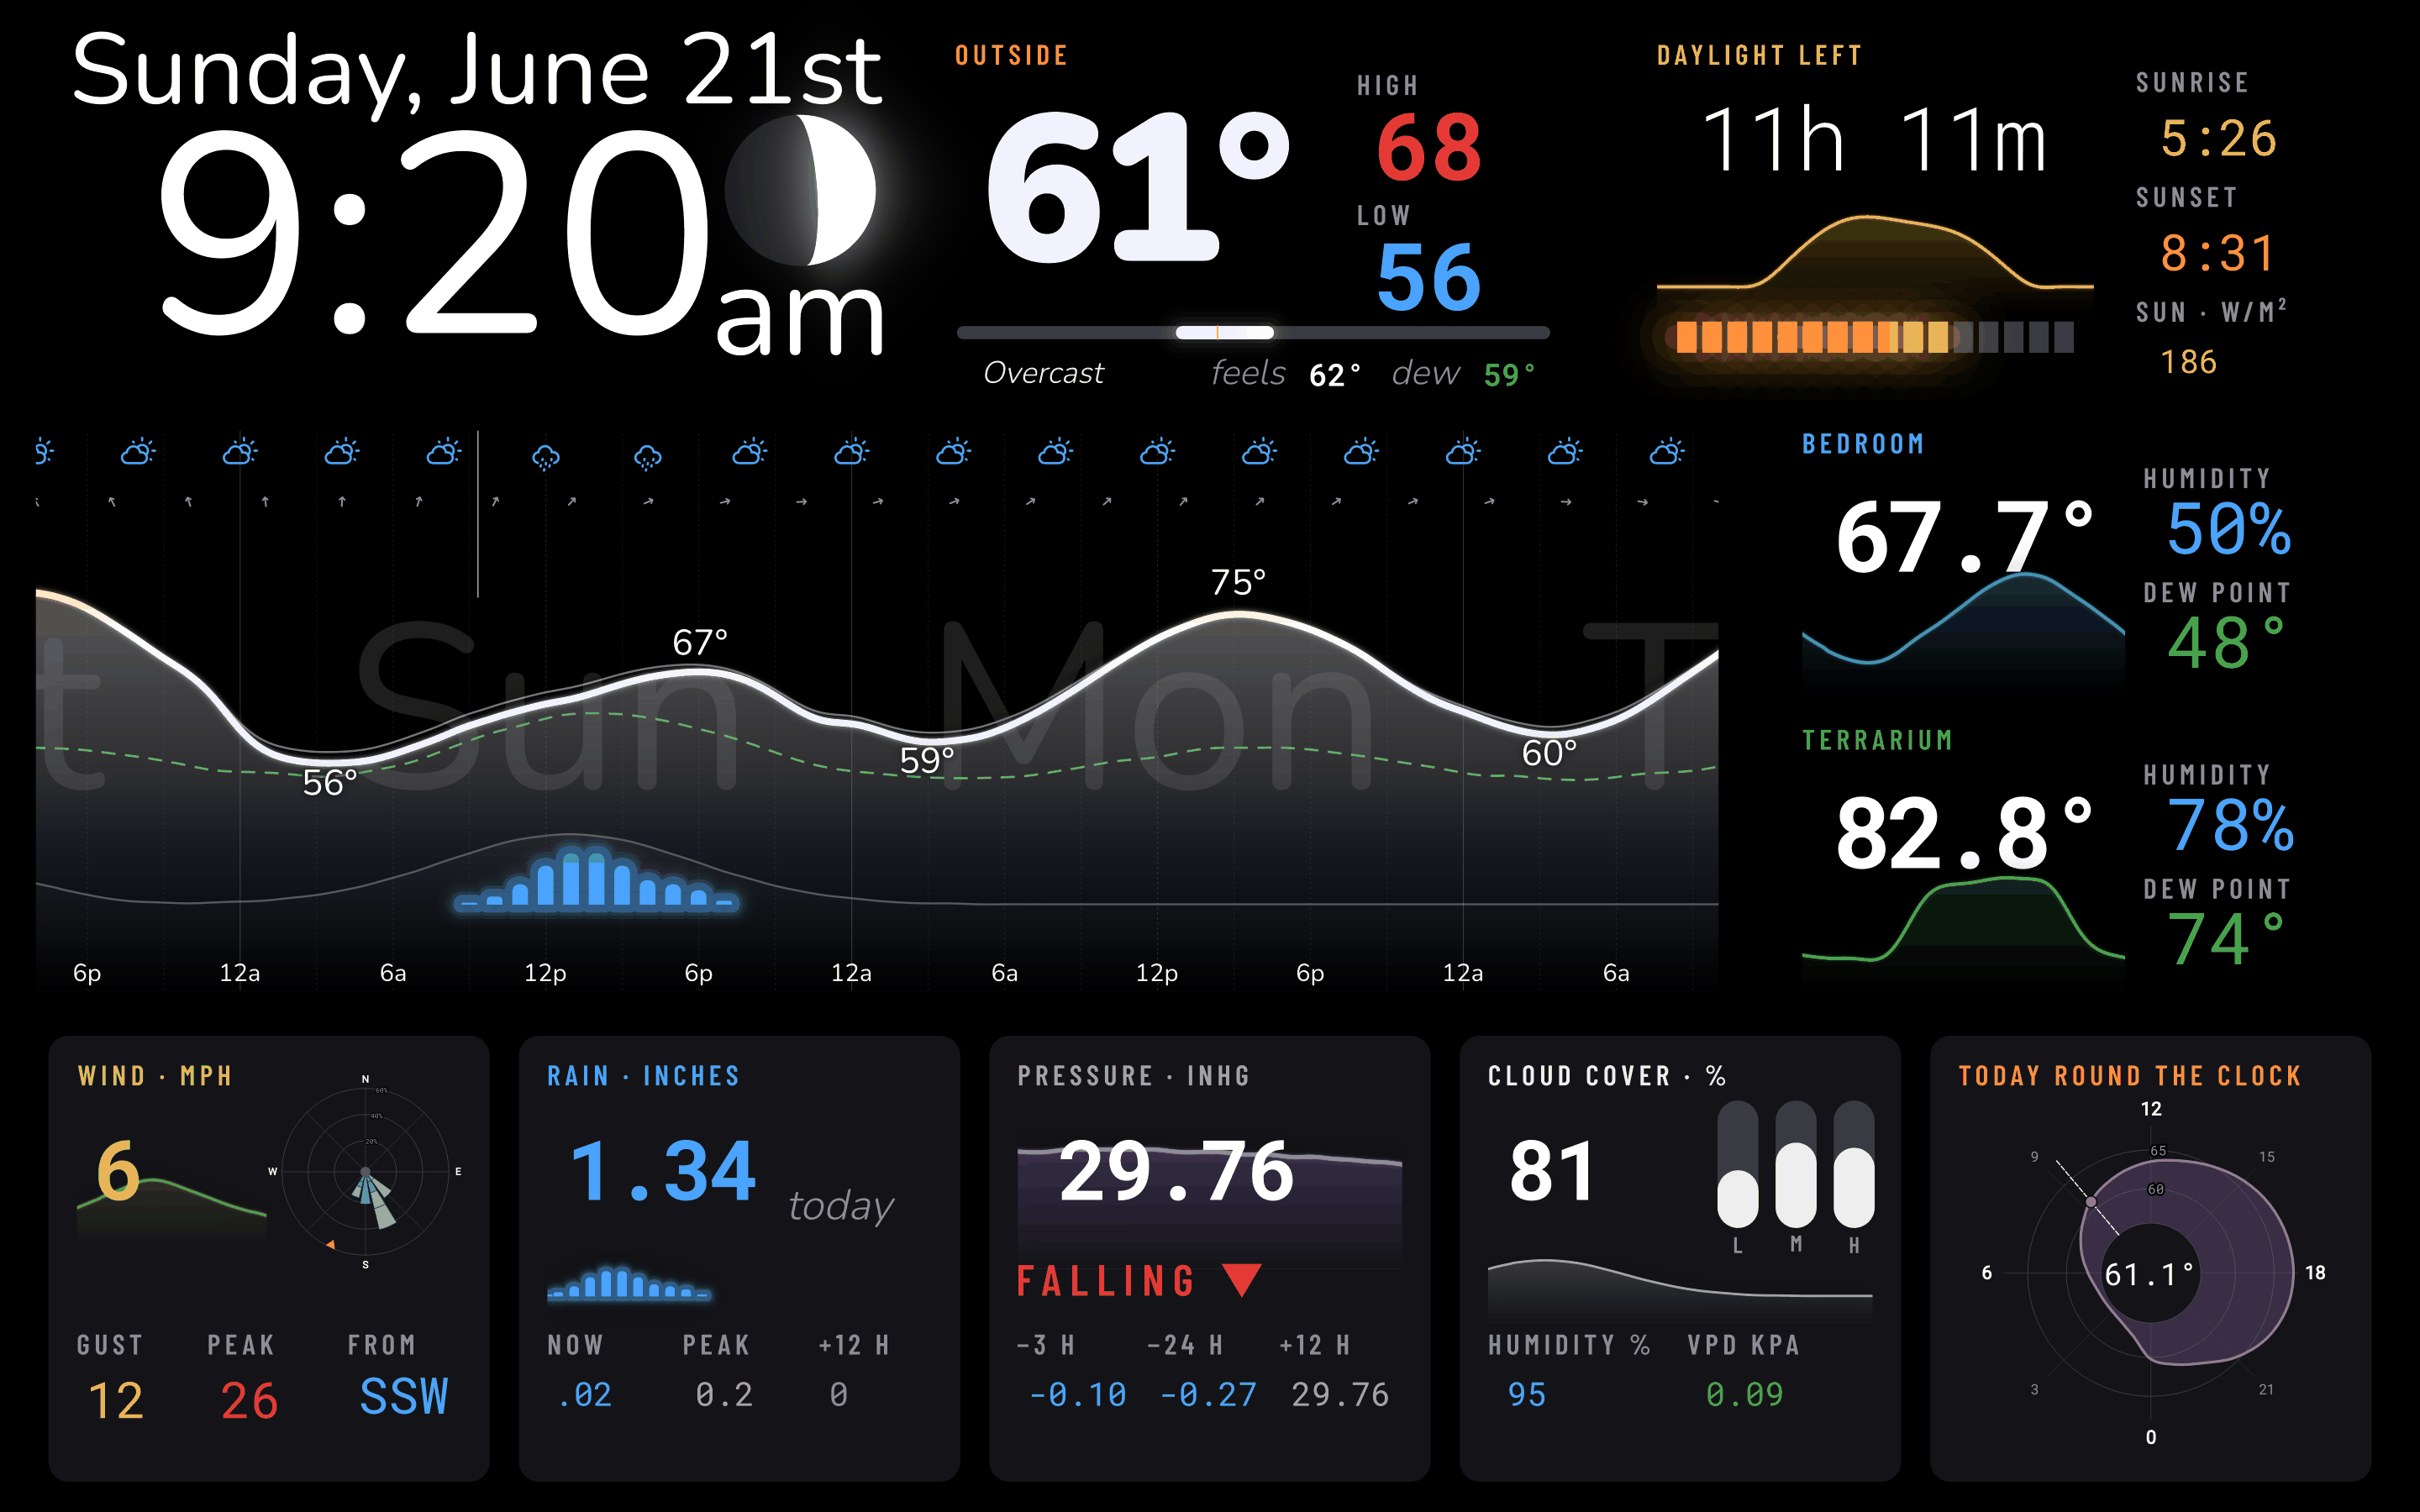 Sunday, June 21st
9:20 am
OUTSIDE
61°
HIGH
68
LOW
56
Overcast feels 62° dew 59°
DAYLIGHT LEFT
11h 11m
SUNRISE
5:26
SUNSET
8:31
SUN · W/M²
186
75°
67°
t Sun Mon T
56°
59°
60°
6p 12a 6a 12p 6p 12a 6a 12p 6p 12a 6a
BEDROOM
67.7°
HUMIDITY
50%
DEW POINT
48°
TERRARIUM
82.8°
HUMIDITY
78%
DEW POINT
74°
WIND · MPH
6
N
60%
40%
20%
W E
S
GUST PEAK FROM
12 26 SSW
RAIN · INCHES
1.34 today
NOW PEAK +12 H
.02 0.2 0
PRESSURE · INHG
29.76
FALLING
-3 H -24 H +12 H
-0.10 -0.27 29.76
CLOUD COVER · %
81
L M H
HUMIDITY % VPD KPA
95 0.09
TODAY ROUND THE CLOCK
12
9 65 15
60
6 61.1° 18
3 21
0